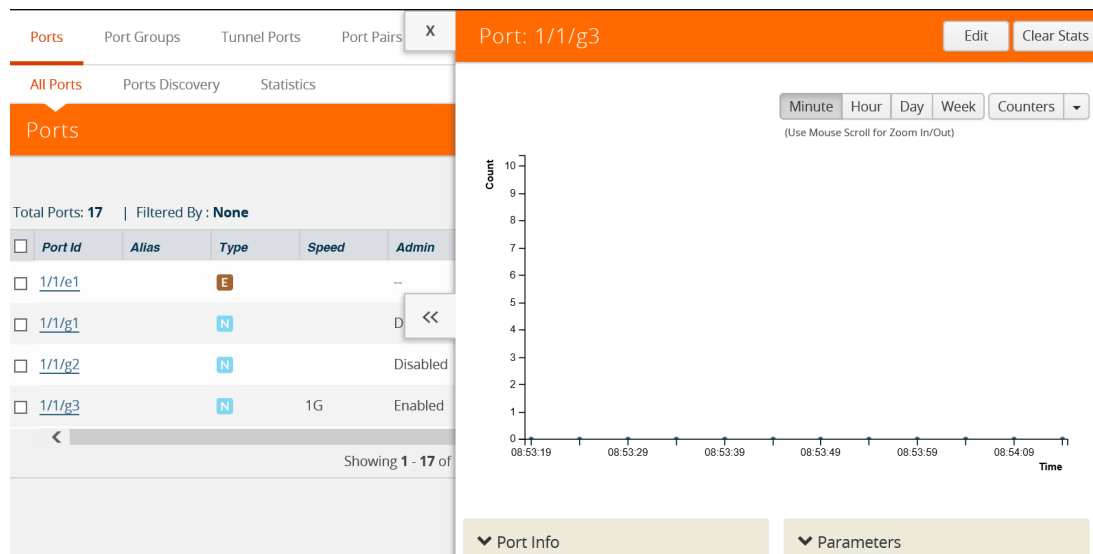 Ports Port Groups Tunnel Ports Port Pairs X
All Ports Ports Discovery Statistics
Ports
Total Ports: 17 | Filtered By : None
Port Id Alias Type Speed Admin
1/1/e1 E --
1/1/g1 N D
<<
1/1/g2 N Disabled
1/1/g3 N 1G Enabled
Showing 1 - 17 of
Port: 1/1/g3 Edit Clear Stats
Minute Hour Day Week Counters
(Use Mouse Scroll for Zoom In/Out)
Count
10
9
8
7
6
5
4
3
2
1
0
08:53:19 08:53:29 08:53:39 08:53:49 08:53:59 08:54:09
Time
Port Info Parameters